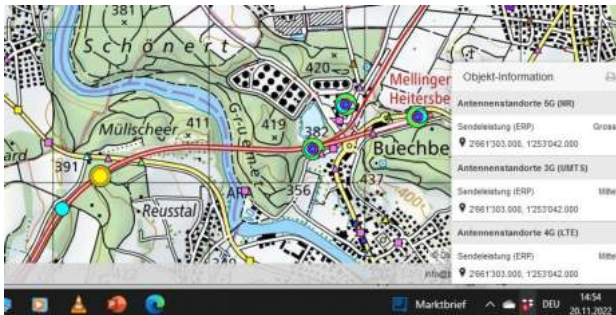 381
Schönert
420
Mellinger
Heitersbe
Mülischeer
411
419
382
Gruemet
Buechbe
391
356
437
400
AR
Reusstal
Objekt-Information
Antennenstandorte 5G (NR)
Sendeleistung (ERP) Gross
2'661'303.000, 1'253'042.000
Antennenstandorte 3G (UMTS)
Sendeleistung (ERP) Mitte
2'661'303.000, 1'253'042.000
Antennenstandorte 4G (LTE)
Sendeleistung (ERP) Mitte
2'661'303.000, 1'253'042.000
Marktbrief
DEU
14:54
20.11.2022